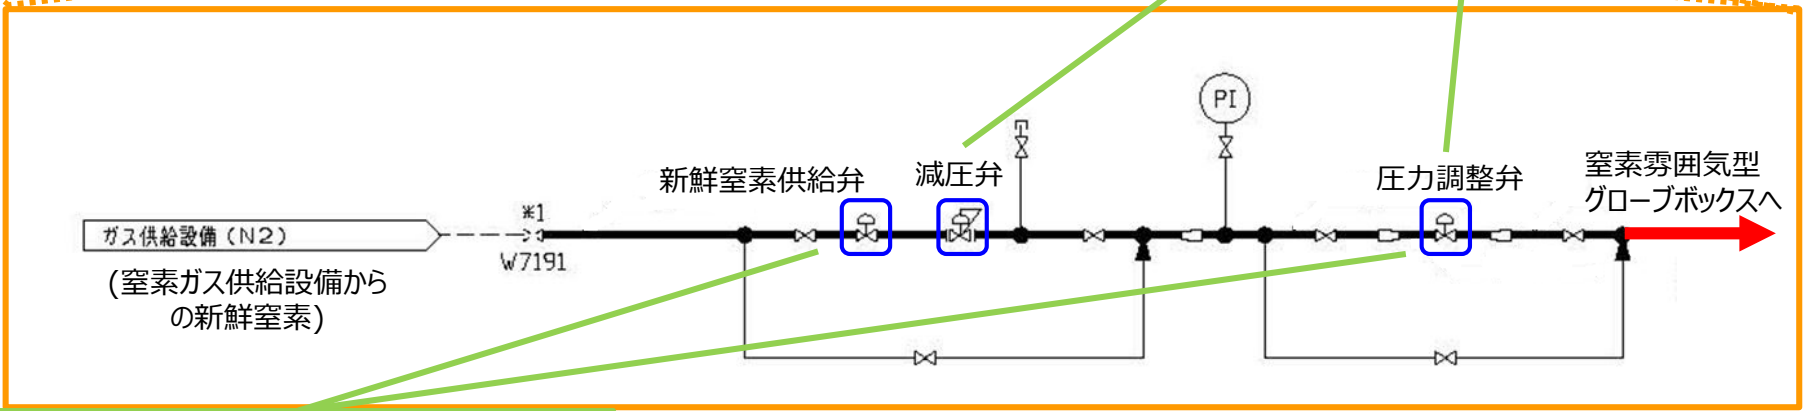 PI
新鮮窒素供給弁
減圧弁
圧力調整弁
窒素雰囲気型
グローブボックスへ
*1
ガス供給設備(N2)
W7191
(窒素ガス供給設備から
の新鮮窒素)